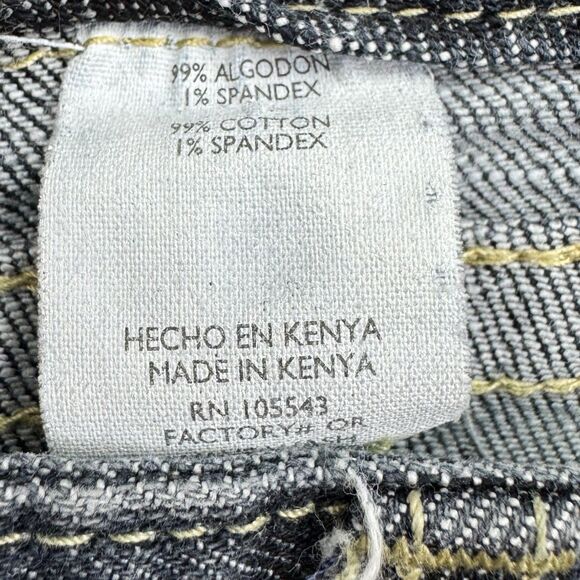 99% ALGODON
1% SPANDEX
99% COTTON
1% SPANDEX
HECHO EN KENYA
MADE IN KENYA
RN 105543
FACTORY# OR